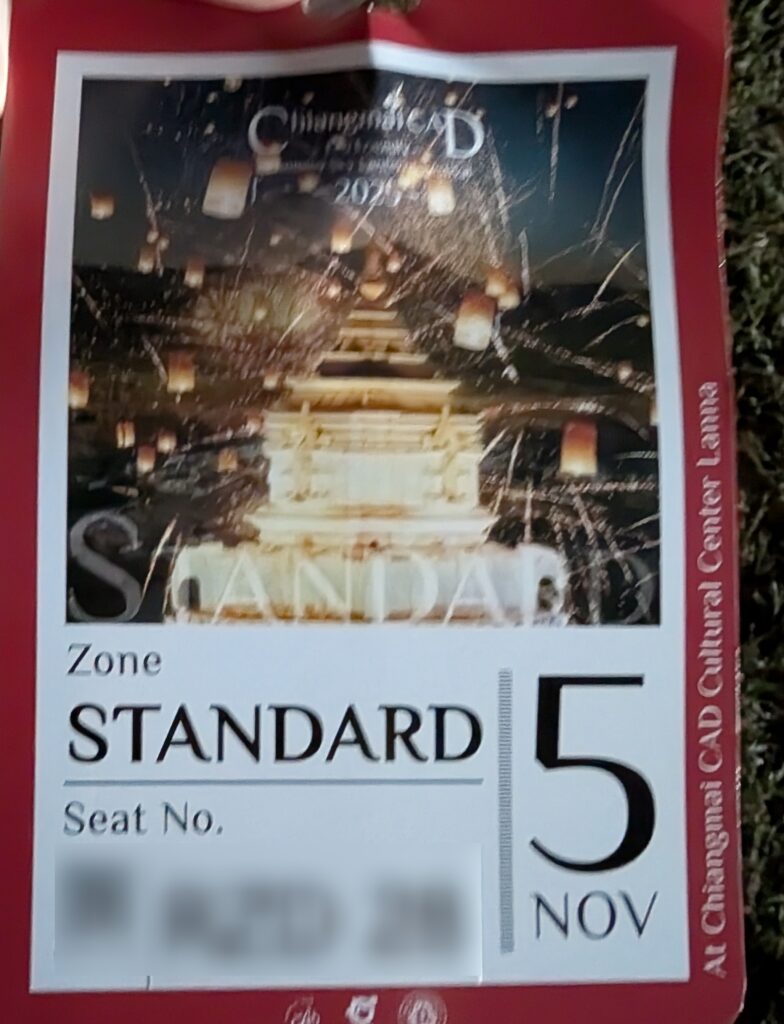 ChiangmaiCAD
2025
STANDARD
Zone
STANDARD
Seat No.
5
NOV
At Chiangmai CAD Cultural Center Lanna